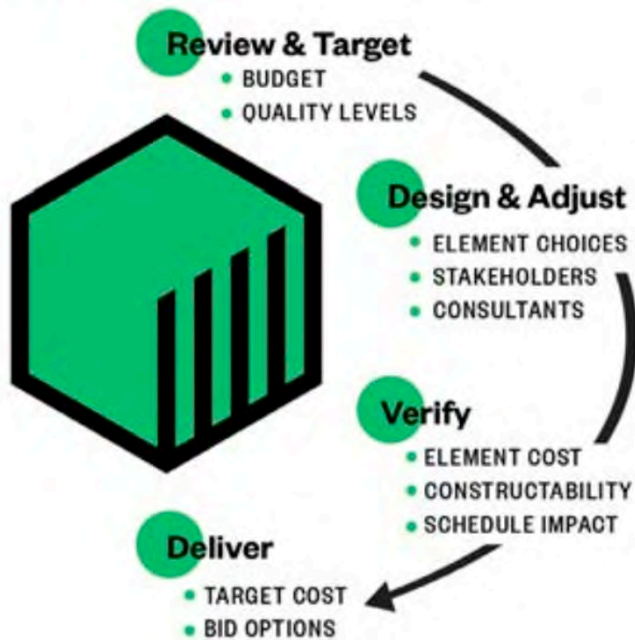 Review & Target
BUDGET
QUALITY LEVELS
Design & Adjust
ELEMENT CHOICES
STAKEHOLDERS
CONSULTANTS
Verify
ELEMENT COST
CONSTRUCTABILITY
SCHEDULE IMPACT
Deliver
TARGET COST
BID OPTIONS